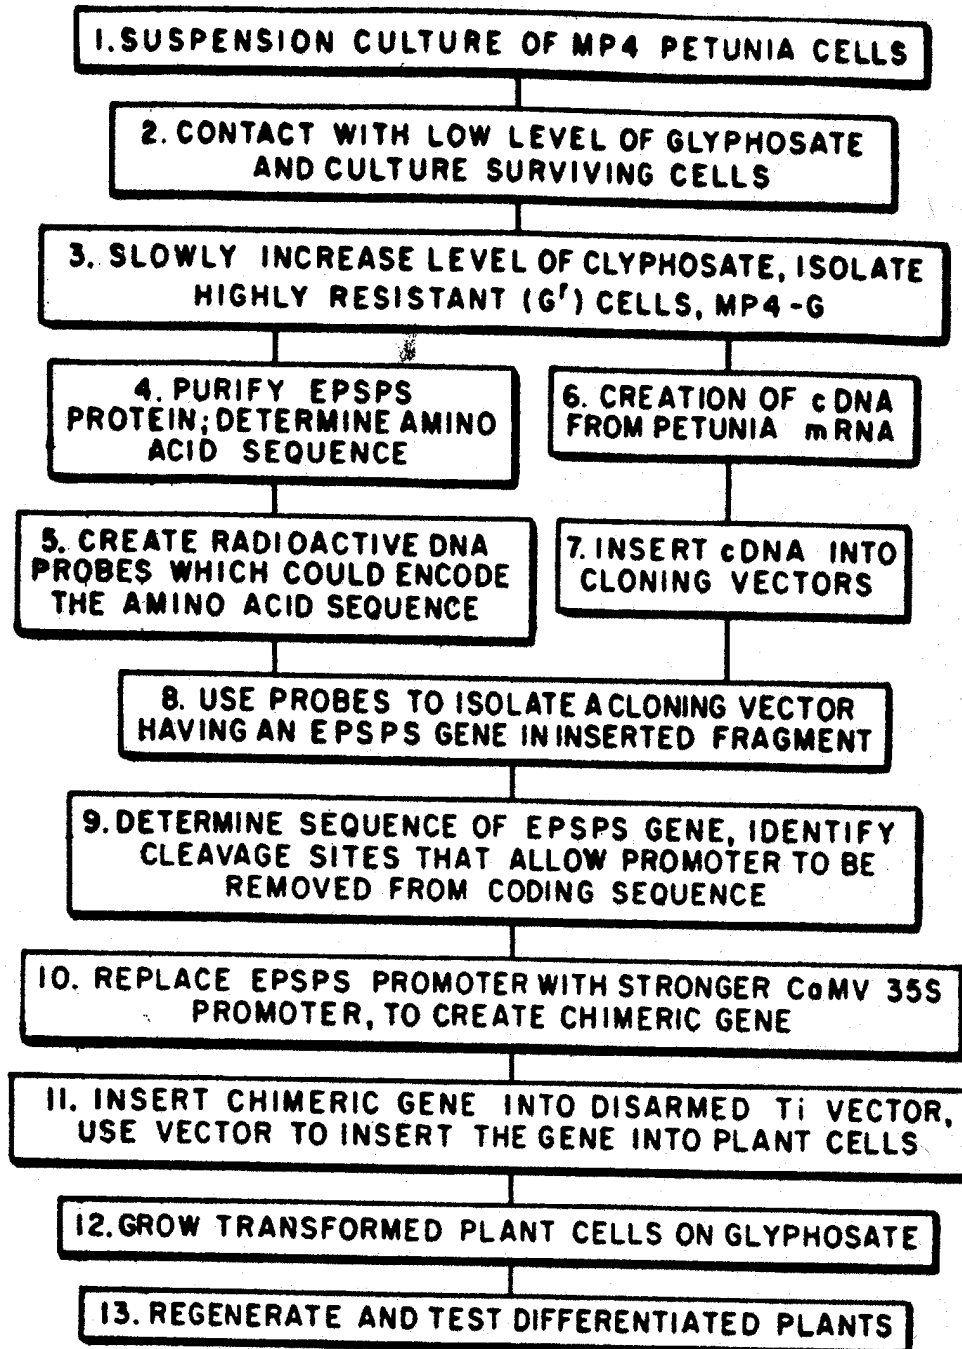 1. SUSPENSION CULTURE OF MP4 PETUNIA CELLS
2. CONTACT WITH LOW LEVEL OF GLYPHOSATE
AND CULTURE SURVIVING CELLS
3. SLOWLY INCREASE LEVEL OF CLYPHOSATE, ISOLATE
HIGHLY RESISTANT (Gʳ) CELLS, MP4-G
4. PURIFY EPSPS
PROTEIN; DETERMINE AMINO
ACID SEQUENCE
5. CREATE RADIOACTIVE DNA
PROBES WHICH COULD ENCODE
THE AMINO ACID SEQUENCE
6. CREATION OF cDNA
FROM PETUNIA mRNA
7. INSERT cDNA INTO
CLONING VECTORS
8. USE PROBES TO ISOLATE A CLONING VECTOR
HAVING AN EPSPS GENE IN INSERTED FRAGMENT
9. DETERMINE SEQUENCE OF EPSPS GENE, IDENTIFY
CLEAVAGE SITES THAT ALLOW PROMOTER TO BE
REMOVED FROM CODING SEQUENCE
10. REPLACE EPSPS PROMOTER WITH STRONGER CaMV 35S
PROMOTER, TO CREATE CHIMERIC GENE
11. INSERT CHIMERIC GENE INTO DISARMED Ti VECTOR,
USE VECTOR TO INSERT THE GENE INTO PLANT CELLS
12. GROW TRANSFORMED PLANT CELLS ON GLYPHOSATE
13. REGENERATE AND TEST DIFFERENTIATED PLANTS